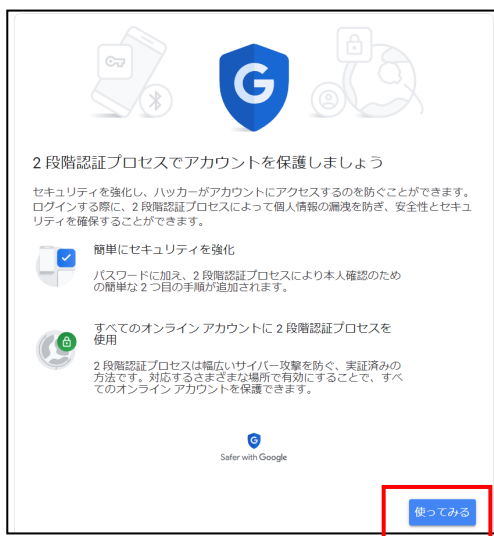 G
2 段階認証プロセスでアカウントを保護しましょう
セキュリティを強化し、ハッカーがアカウントにアクセスするのを防ぐことができます。
ログインする際に、2 段階認証プロセスによって個人情報の漏洩を防ぎ、安全性とセキュ
リティを確保することができます。
簡単にセキュリティを強化
パスワードに加え、2 段階認証プロセスにより本人確認のため
の簡単な 2 つ目の手順が追加されます。
すべてのオンライン アカウントに 2 段階認証プロセスを
使用
2 段階認証プロセスは幅広いサイバー攻撃を防ぐ、実証済みの
方法です。対応するさまざまな場所で有効にすることで、すべ
てのオンライン アカウントを保護できます。
G
Safer with Google
使ってみる